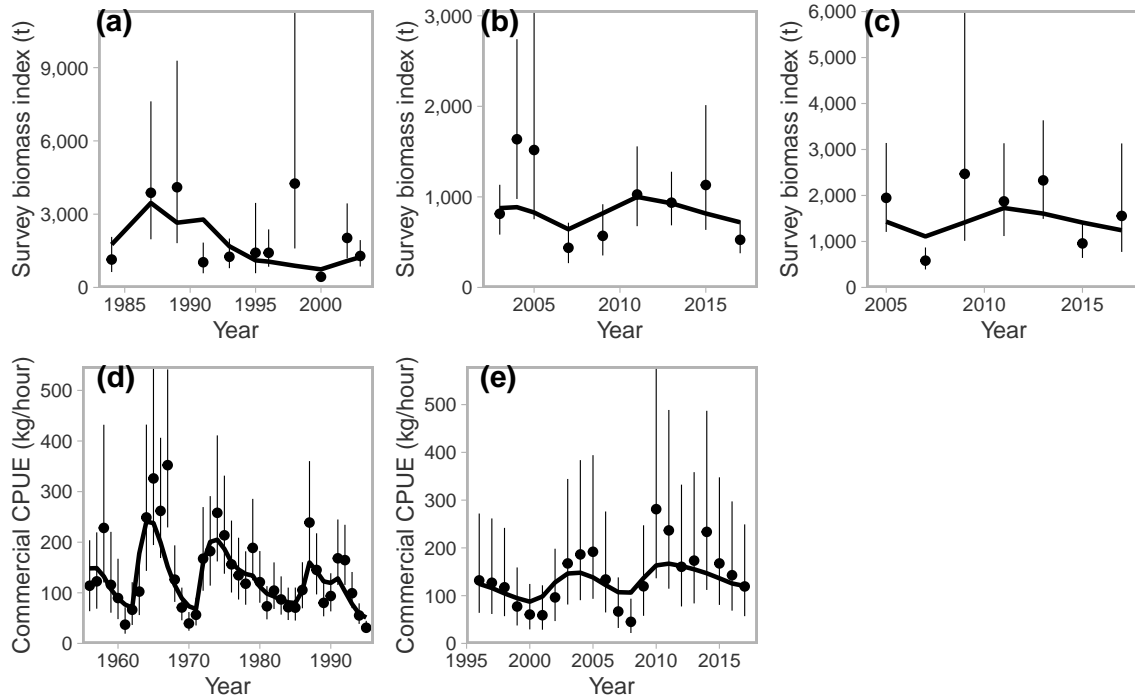 (a)
Survey biomass index (t)
9,000
6,000
3,000
0
1985 1990 1995 2000
Year
(b)
Survey biomass index (t)
3,000
2,000
1,000
0
2005 2010 2015
Year
(c)
Survey biomass index (t)
6,000
5,000
4,000
3,000
2,000
1,000
0
2005 2010 2015
Year
(d)
Commercial CPUE (kg/hour)
500
400
300
200
100
0
1960 1970 1980 1990
Year
(e)
Commercial CPUE (kg/hour)
500
400
300
200
100
0
1995 2000 2005 2010 2015
Year